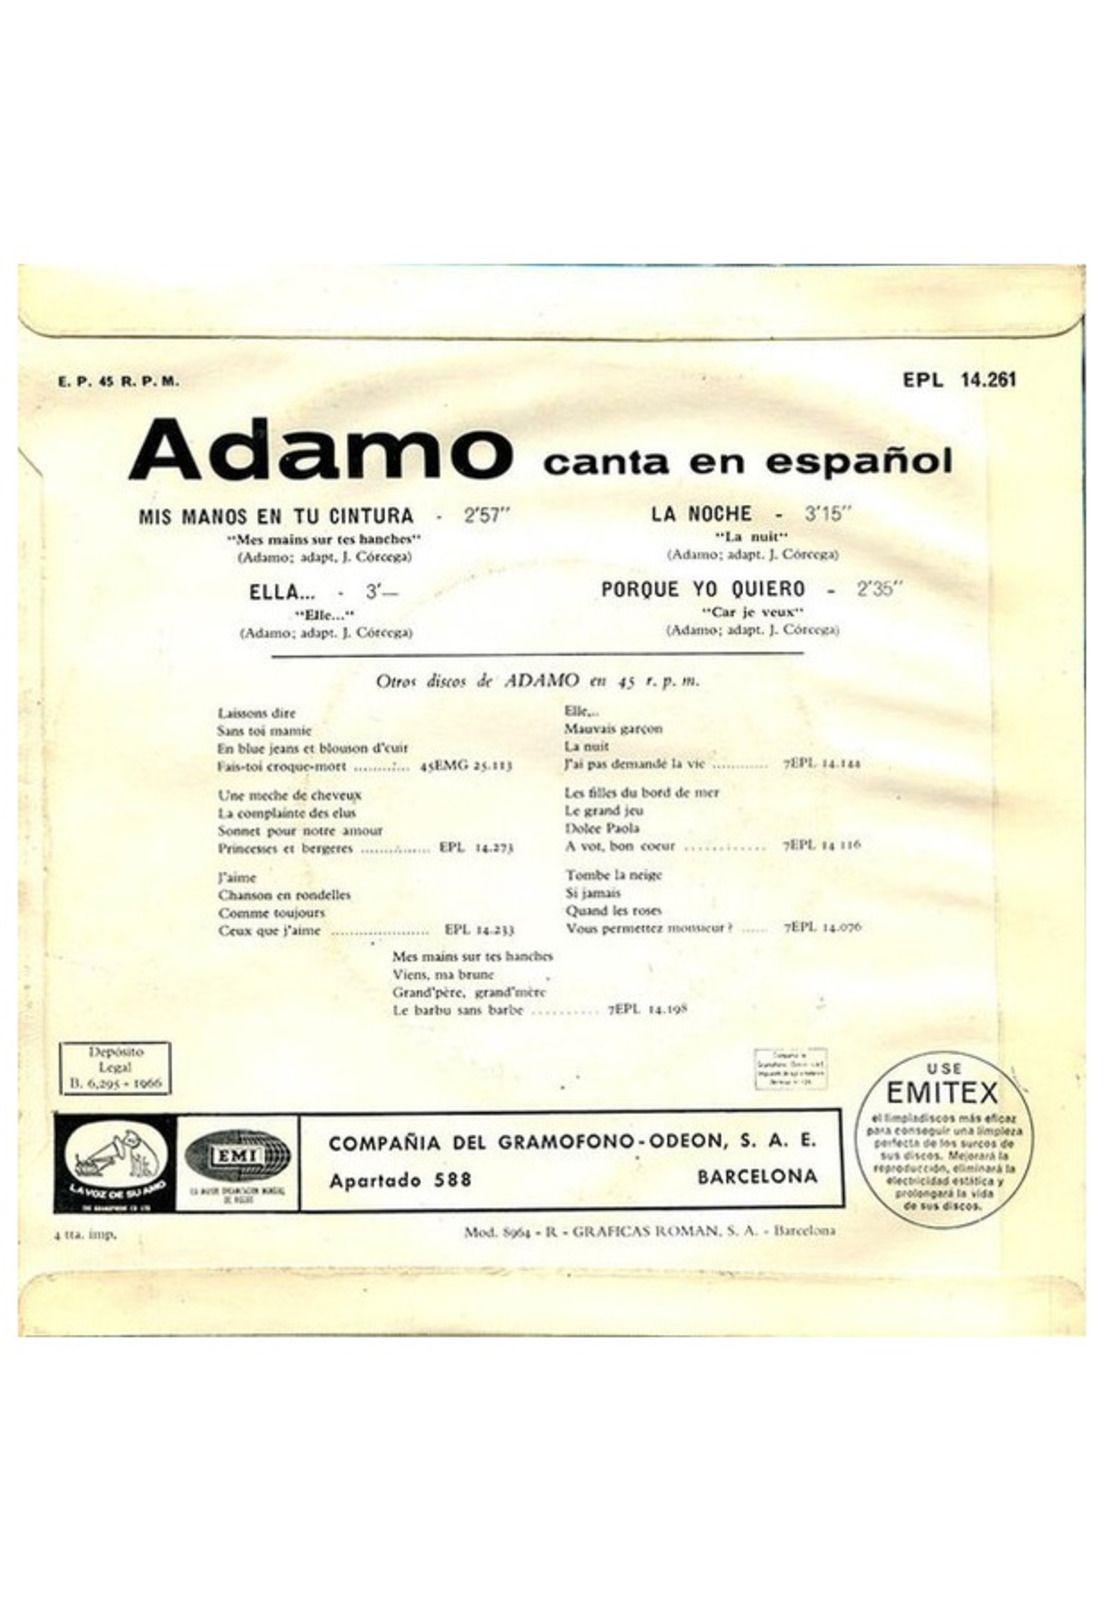 E. P. 45 R. P. M.
EPL 14.261
Adamo canta en español
MIS MANOS EN TU CINTURA - 2'57"
"Mes mains sur tes hanches"
(Adamo; adapt. J. Córcega)
ELLA... - 3'—
"Elle..."
(Adamo; adapt. J. Córcega)
LA NOCHE - 3'15"
"La nuit"
(Adamo; adapt. J. Córcega)
PORQUE YO QUIERO - 2'35"
"Car je veux"
(Adamo; adapt. J. Córcega)
Otros discos de ADAMO en 45 r. p. m.
Laissons dire
Sans toi mamie
En blue jeans et blouson d'cuir
Fais-toi croque-mort ............ 45EMG 25.113
Une meche de cheveux
La complainte des elus
Sonnet pour notre amour
Princesses et bergeres ............... EPL 14.273
J'aime
Chanson en rondelles
Comme toujours
Ceux que j'aime ..................... EPL 14.233
Elle...
Mauvais garçon
La nuit
J'ai pas demandé la vie ............ 7EPL 14.144
Les filles du bord de mer
Le grand jeu
Dolce Paola
A vot, bon coeur ............ 7EPL 14 116
Tombe la neige
Si jamais
Quand les roses
Vous permettez monsieur? ...... 7EPL 14.076
Mes mains sur tes hanches
Viens, ma brune
Grand'père, grand'mère
Le barbu sans barbe .......... 7EPL 14.198
Depósito
Legal
B. 6,295 - 1966
USE
EMITEX
el limpiadiscos más eficaz
para conseguir una limpieza
perfecta de los surcos de
sus discos. Mejorará la
reproducción, eliminará la
electricidad estática y
prolongará la vida
de sus discos.
LA VOZ DE SU AMO
EMI
COMPAÑIA DEL GRAMOFONO-ODEON, S. A. E.
Apartado 588 BARCELONA
4 tta. imp.
Mod. 8964 - R - GRAFICAS ROMAN, S. A. - Barcelona